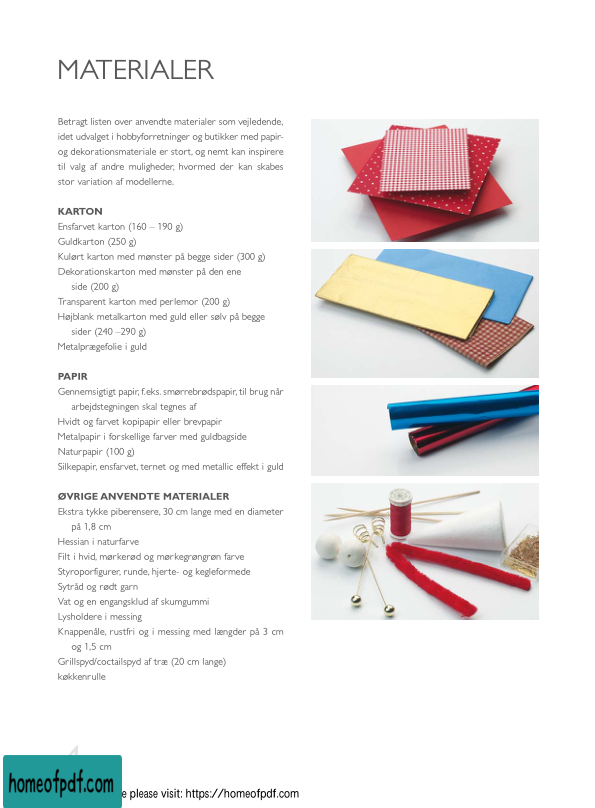 MATERIALER
Betragt listen over anvendte materialer som vejledende,
idet udvalget i hobbyforretninger og butikker med papir-
og dekorationsmateriale er stort, og nemt kan inspirere
til valg af andre muligheder, hvormed der kan skabes
stor variation af modellerne.
KARTON
Ensfarvet karton (160 – 190 g)
Guldkarton (250 g)
Kulørt karton med mønster på begge sider (300 g)
Dekorationskarton med mønster på den ene
side (200 g)
Transparent karton med perlemor (200 g)
Højblank metalkarton med guld eller sølv på begge
sider (240 –290 g)
Metalprægefolie i guld
PAPIR
Gennemsigtigt papir, f.eks. smørrebrødspapir, til brug når
arbejdstegningen skal tegnes af
Hvidt og farvet kopipapir eller brevpapir
Metalpapir i forskellige farver med guldbagside
Naturpapir (100 g)
Silkepapir, ensfarvet, ternet og med metallic effekt i guld
ØVRIGE ANVENDTE MATERIALER
Ekstra tykke piberensere, 30 cm lange med en diameter
på 1,8 cm
Hessian i naturfarve
Filt i hvid, mørkerød og mørkegrøngrøn farve
Styroporfigurer, runde, hjerte- og kegleformede
Sytråd og rødt garn
Vat og en engangsklud af skumgummi
Lysholdere i messing
Knappenåle, rustfri og i messing med længder på 3 cm
og 1,5 cm
Grillspyd/coctailspyd af træ (20 cm lange)
køkkenrulle
homeofpdf.com
e please visit: https://homeofpdf.com